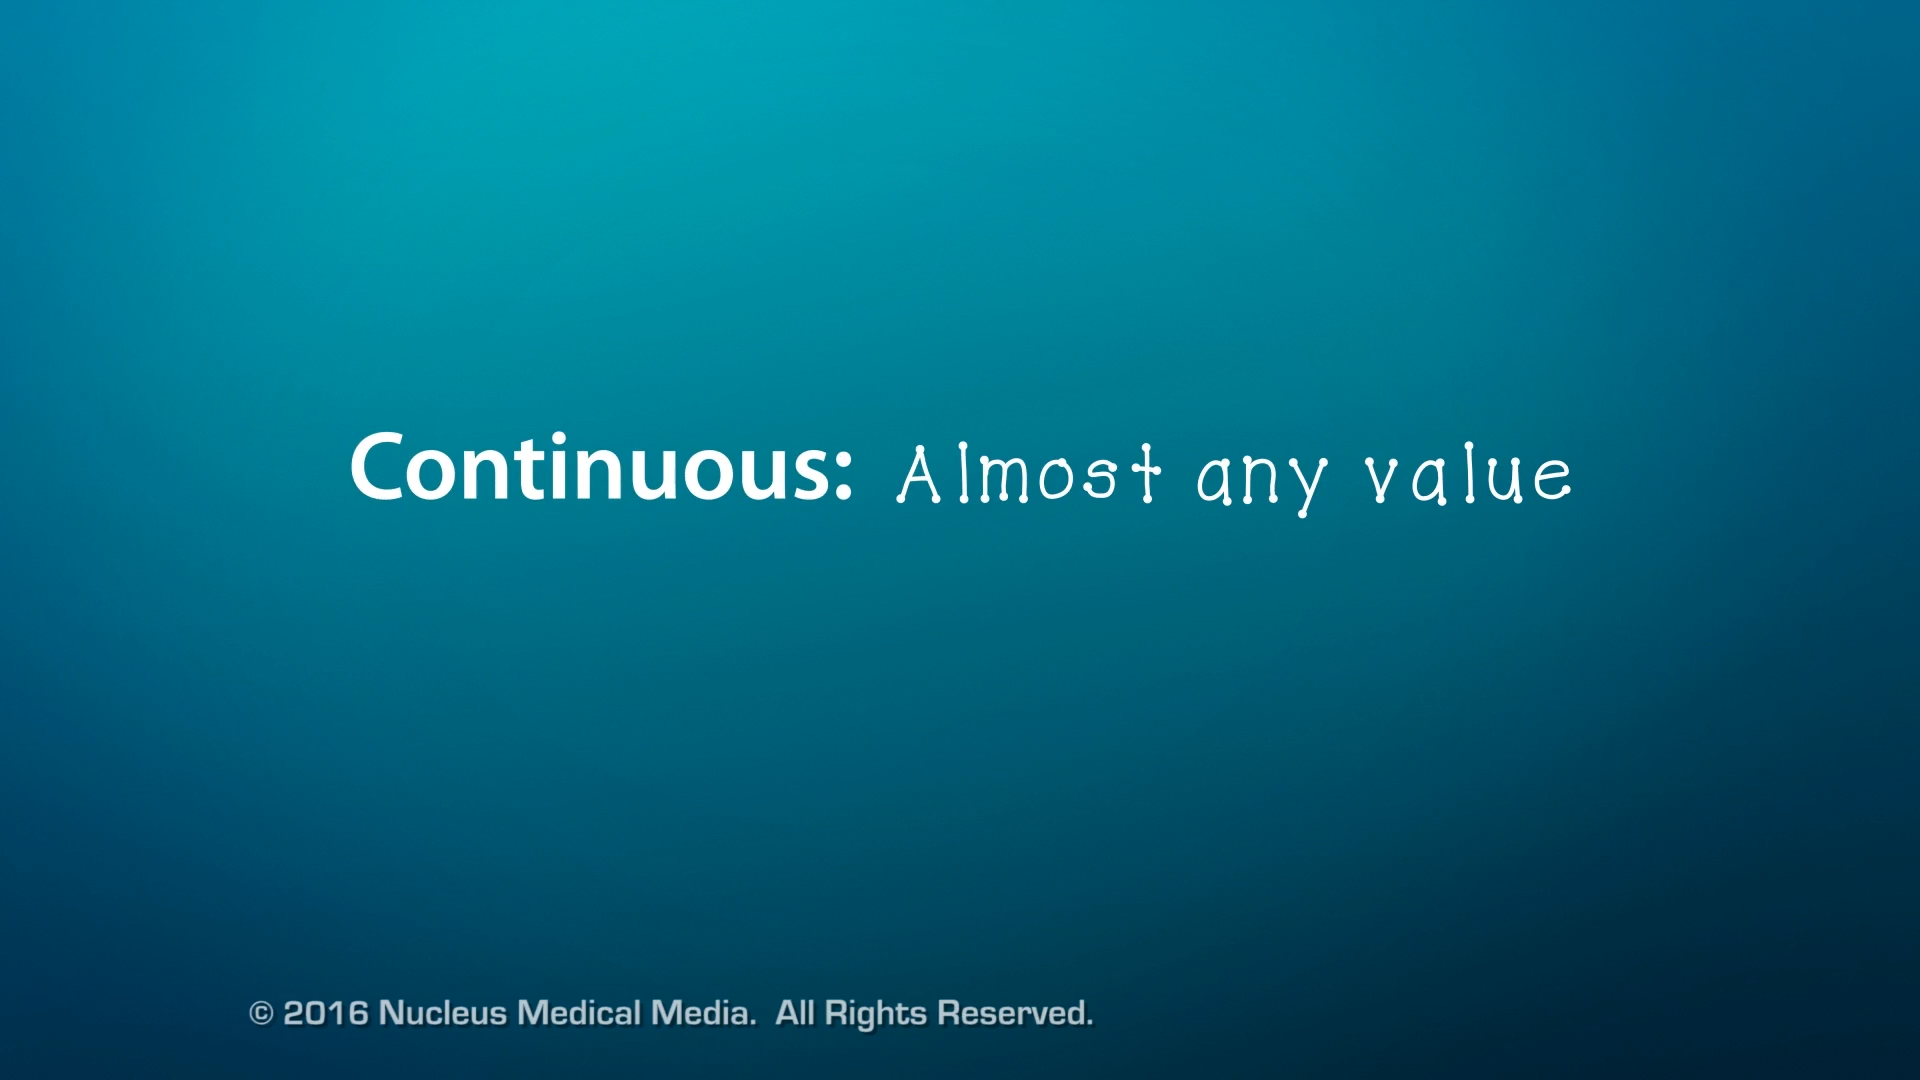 Continuous: Almost any value
© 2016 Nucleus Medical Media. All Rights Reserved.